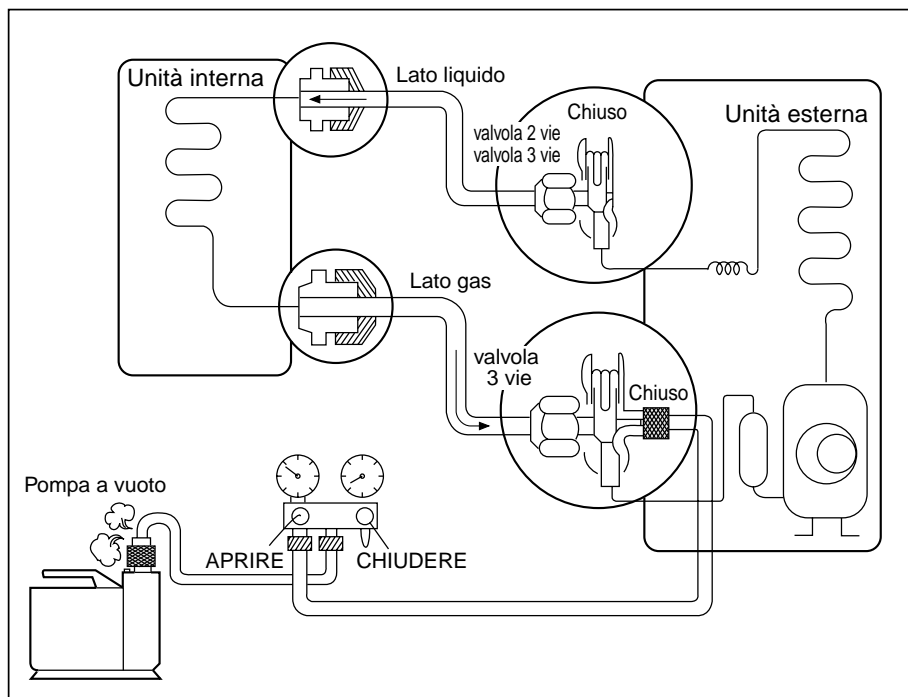 Unità interna
Lato liquido
Chiuso
valvola 2 vie
valvola 3 vie
Unità esterna
Lato gas
valvola
3 vie
Chiuso
Pompa a vuoto
APRIRE
CHIUDERE